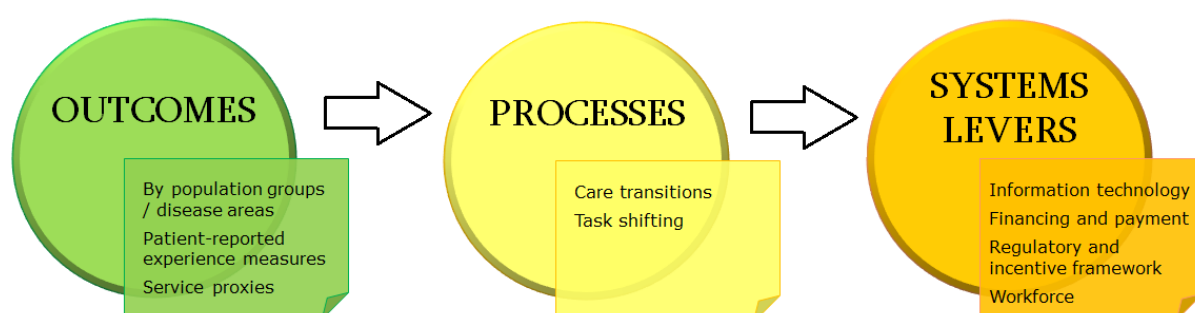 OUTCOMES
By population groups
/ disease areas
Patient-reported
experience measures
Service proxies
PROCESSES
Care transitions
Task shifting
SYSTEMS
LEVERS
Information technology
Financing and payment
Regulatory and
incentive framework
Workforce